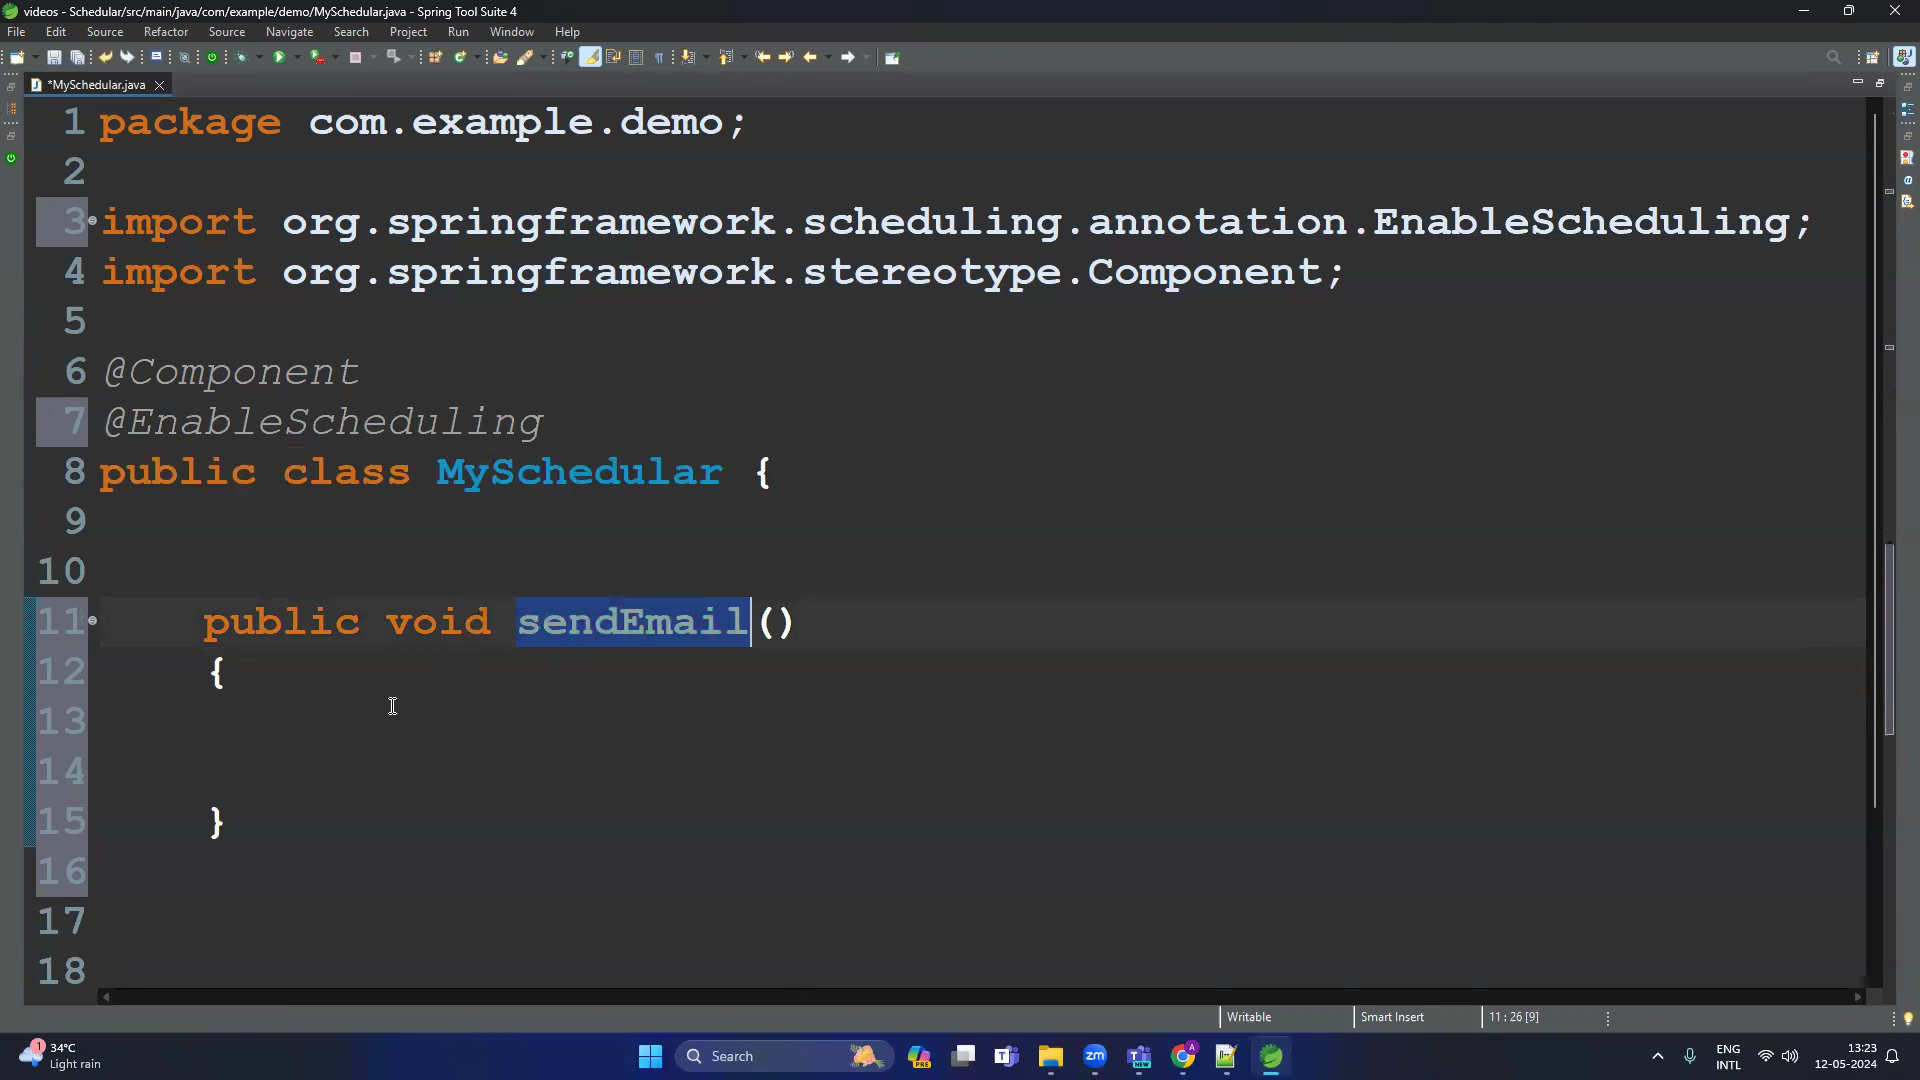 videos - Schedular/src/main/java/com/example/demo/MySchedular.java - Spring Tool Suite 4
File Edit Source Refactor Source Navigate Search Project Run Window Help
*MySchedular.java
1 package com.example.demo;
2
3 import org.springframework.scheduling.annotation.EnableScheduling;
4 import org.springframework.stereotype.Component;
5
6 @Component
7 @EnableScheduling
8 public class MySchedular {
9
10
11 public void sendEmail()
12 {
13
14
15 }
16
17
18
Writable Smart Insert 11 : 26 [9]
1 34°C
Light rain
Search
PRE
zm
NEW
A
ENG
INTL
13:23
12-05-2024